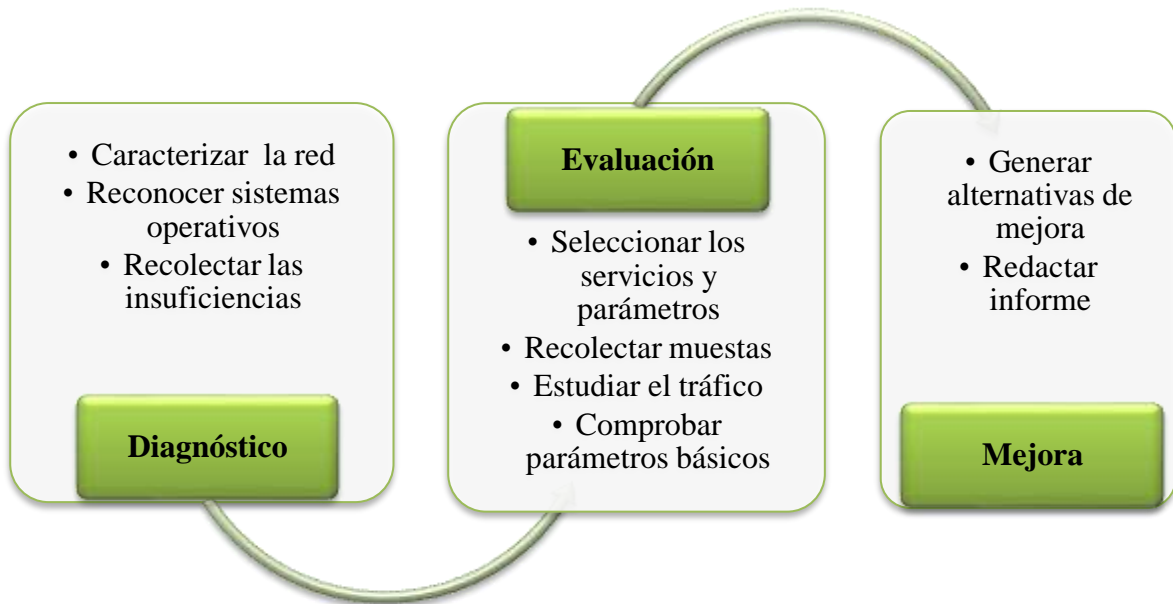 • Caracterizar la red
• Reconocer sistemas
operativos
• Recolectar las
insuficiencias
Diagnóstico
Evaluación
• Seleccionar los
servicios y
parámetros
• Recolectar muestas
• Estudiar el tráfico
• Comprobar
parámetros básicos
• Generar
alternativas de
mejora
• Redactar
informe
Mejora